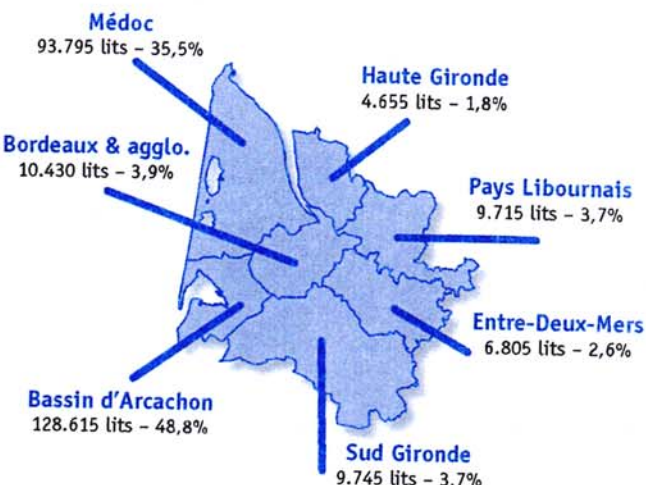 Médoc
93.795 lits – 35,5%
Haute Gironde
4.655 lits – 1,8%
Bordeaux & agglo.
10.430 lits – 3,9%
Pays Libournais
9.715 lits – 3,7%
Entre-Deux-Mers
6.805 lits – 2,6%
Bassin d'Arcachon
128.615 lits – 48,8%
Sud Gironde
9.745 lits – 3,7%